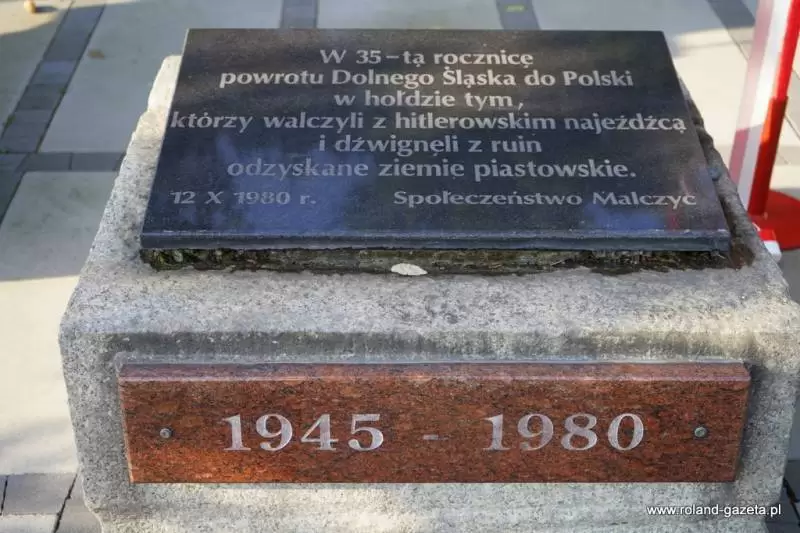 W 35-tą rocznicę
powrotu Dolnego Śląska do Polski
w hołdzie tym,
którzy walczyli z hitlerowskim najeźdźcą
i dźwignęli z ruin
odzyskane ziemie piastowskie.
12 X 1980 r. Społeczeństwo Malczyc
1945 - 1980
www.roland-gazeta.pl